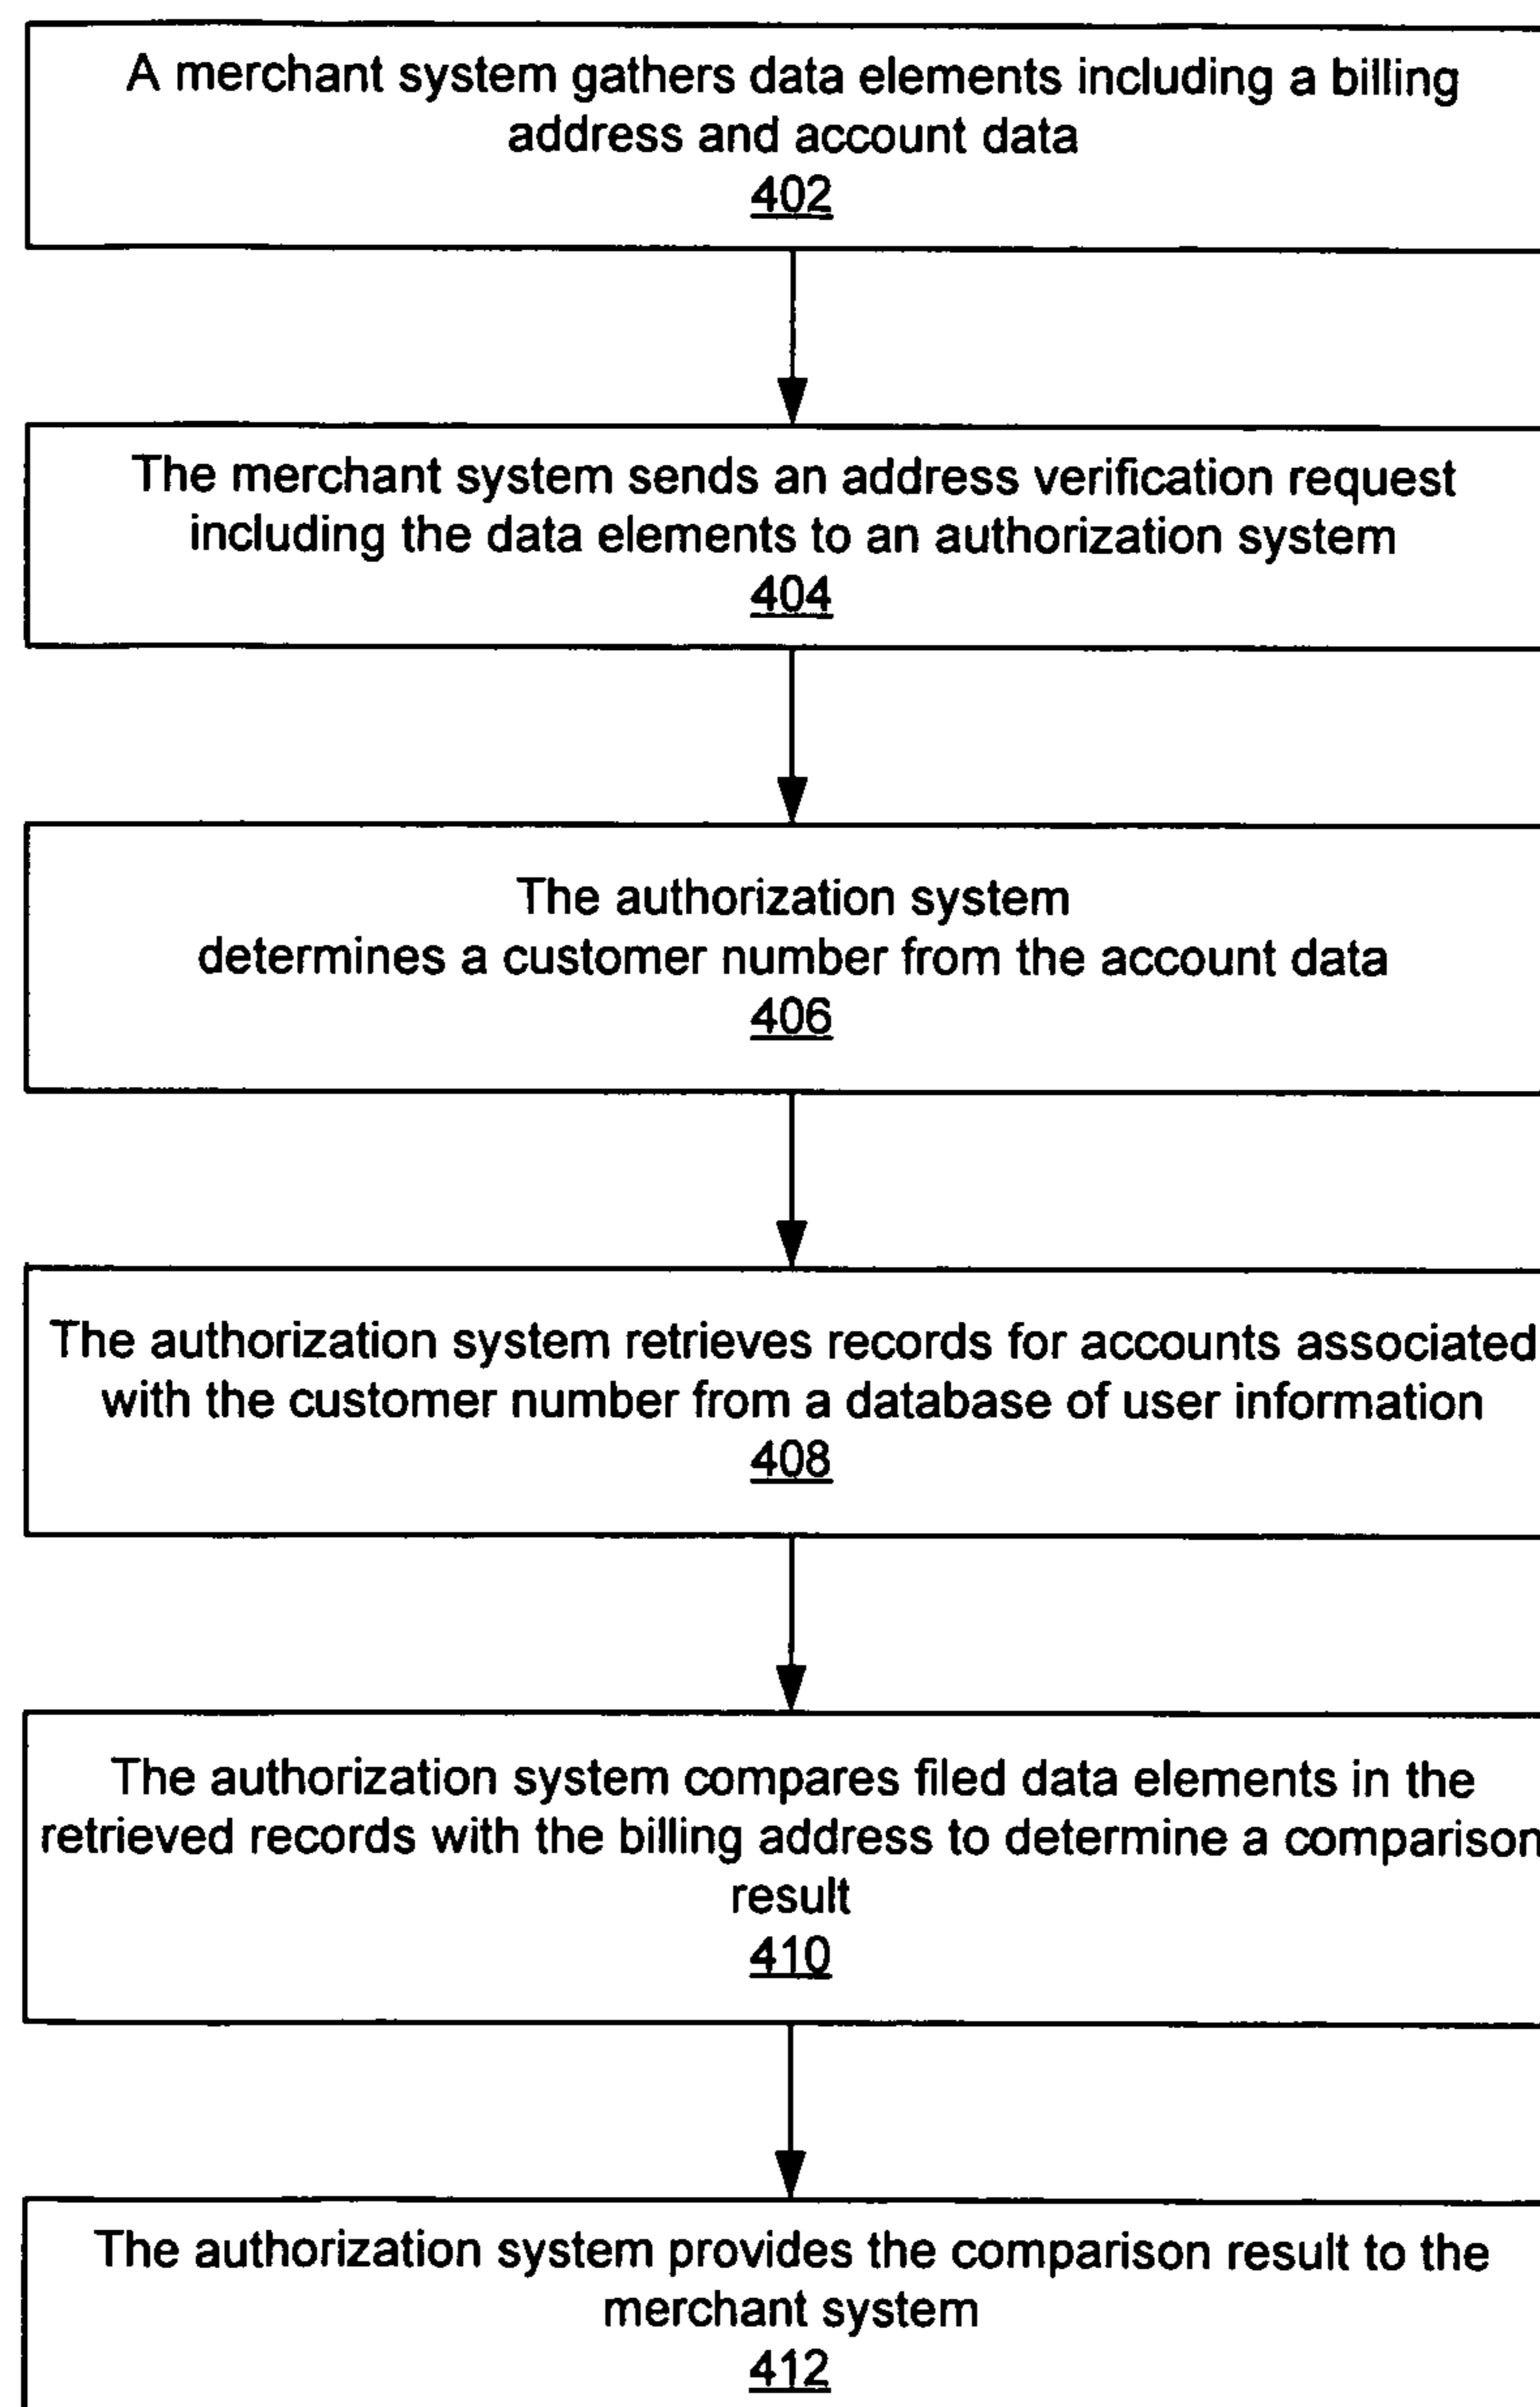 A merchant system gathers data elements including a billing
address and account data
402
The merchant system sends an address verification request
including the data elements to an authorization system
404
The authorization system
determines a customer number from the account data
406
The authorization system retrieves records for accounts associated
with the customer number from a database of user information
408
The authorization system compares filed data elements in the
retrieved records with the billing address to determine a comparison
result
410
The authorization system provides the comparison result to the
merchant system
412